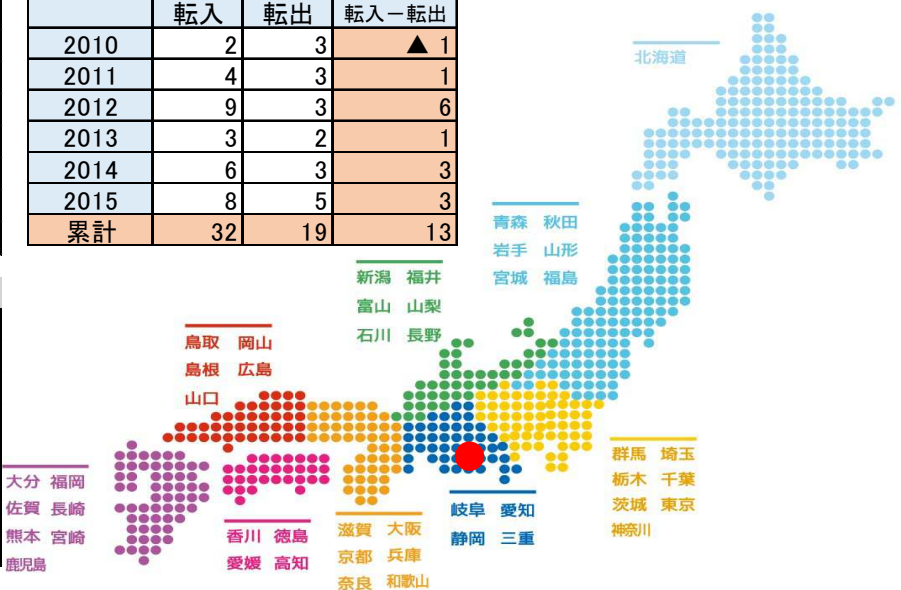 転入 転出 転入－転出
2010 2 3 ▲ 1
2011 4 3 1
2012 9 3 6
2013 3 2 1
2014 6 3 3
2015 8 5 3
累計 32 19 13
北海道
青森 秋田
岩手 山形
宮城 福島
新潟 福井
富山 山梨
石川 長野
鳥取 岡山
島根 広島
山口
群馬 埼玉
栃木 千葉
茨城 東京
神奈川
大分 福岡
佐賀 長崎
熊本 宮崎
鹿児島
岐阜 愛知
静岡 三重
香川 徳島
愛媛 高知
滋賀 大阪
京都 兵庫
奈良 和歌山